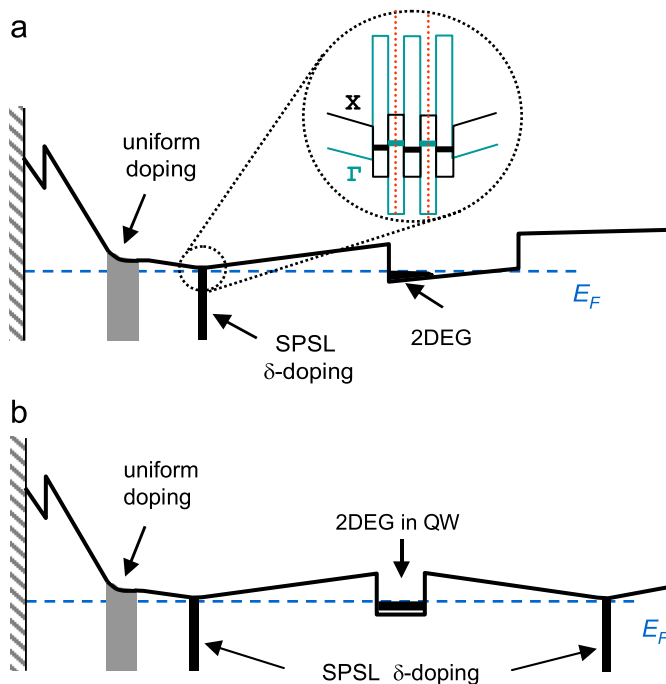 a
X
Γ
uniform
doping
E_F
SPSL
δ-doping
2DEG
b
uniform
doping
2DEG in QW
E_F
SPSL δ-doping